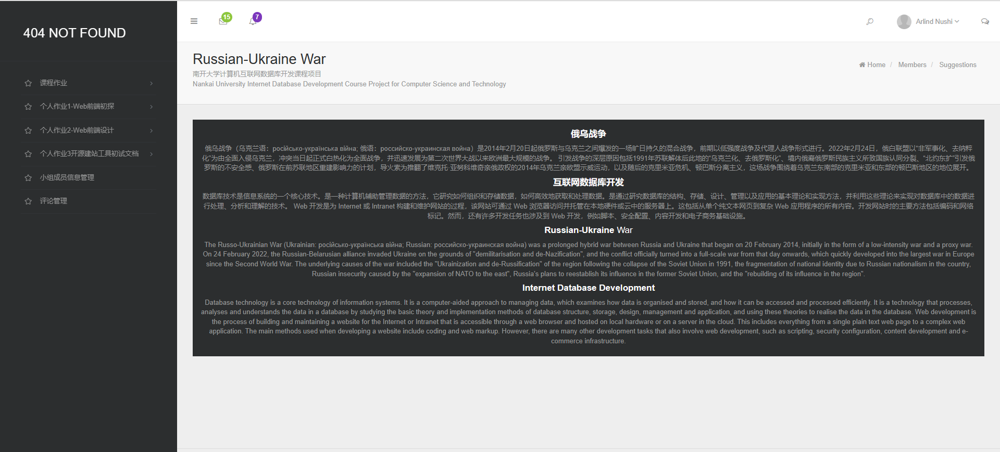 404 NOT FOUND
课程作业
个人作业1-Web前端初探
个人作业2-Web前端设计
个人作业3开源建站工具初试文档
小组成员信息管理
评论管理
15
7
Arlind Nushi
Russian-Ukraine War
南开大学计算机互联网数据库开发课程项目
Nankai University Internet Database Development Course Project for Computer Science and Technology
Home / Members / Suggestions
俄乌战争
俄乌战争（乌克兰语：російсько-українська війна; 俄语：российско-украинская война）是2014年2月20日起俄罗斯与乌克兰之间爆发的一场旷日持久的混合战争，前期以低强度战争及代理人战争形式进行。2022年2月24日，俄白联盟以“非军事化、去纳粹
化”为由全面入侵乌克兰，冲突当日起正式白热化为全面战争，并迅速发展为第二次世界大战以来欧洲最大规模的战争。 引发战争的深层原因包括1991年苏联解体后此地的“乌克兰化、去俄罗斯化”、境内俄裔俄罗斯民族主义所致国族认同分裂、“北约东扩”引发俄
罗斯的不安全感、俄罗斯在前苏联地区重建影响力的计划，导火索为推翻了维克托·亚努科维奇亲俄政权的2014年乌克兰亲欧盟示威运动，以及随后的克里米亚危机、顿巴斯分离主义，这场战争围绕着乌克兰东南部的克里米亚和东部的顿巴斯地区的地位展开。
互联网数据库开发
数据库技术是信息系统的一个核心技术。是一种计算机辅助管理数据的方法，它研究如何组织和存储数据，如何高效地获取和处理数据。是通过研究数据库的结构、存储、设计、管理以及应用的基本理论和实现方法，并利用这些理论来实现对数据库中的数据进
行处理、分析和理解的技术。 Web 开发是为 Internet 或 Intranet 构建和维护网站的过程，该网站可通过 Web 浏览器访问并托管在本地硬件或云中的服务器上。这包括从单个纯文本网页到复杂 Web 应用程序的所有内容。开发网站时的主要方法包括编码和网络
标记。然而，还有许多开发任务也涉及到 Web 开发，例如脚本、安全配置、内容开发和电子商务基础设施。
Russian-Ukraine War
The Russo-Ukrainian War (Ukrainian: російсько-українська війна; Russian: российско-украинская война) was a prolonged hybrid war between Russia and Ukraine that began on 20 February 2014, initially in the form of a low-intensity war and a proxy war.
On 24 February 2022, the Russian-Belarusian alliance invaded Ukraine on the grounds of "demilitarisation and de-Nazification", and the conflict officially turned into a full-scale war from that day onwards, which quickly developed into the largest war in Europe
since the Second World War. The underlying causes of the war included the "Ukrainization and de-Russification" of the region following the collapse of the Soviet Union in 1991, the fragmentation of national identity due to Russian nationalism in the country,
Russian insecurity caused by the "expansion of NATO to the east", Russia's plans to reestablish its influence in the former Soviet Union, and the "rebuilding of its influence in the region".
Internet Database Development
Database technology is a core technology of information systems. It is a computer-aided approach to managing data, which examines how data is organised and stored, and how it can be accessed and processed efficiently. It is a technology that processes,
analyses and understands the data in a database by studying the basic theory and implementation methods of database structure, storage, design, management and application, and using these theories to realise the data in the database. Web development is
the process of building and maintaining a website for the Internet or Intranet that is accessible through a web browser and hosted on local hardware or on a server in the cloud. This includes everything from a single plain text web page to a complex web
application. The main methods used when developing a website include coding and web markup. However, there are many other development tasks that also involve web development, such as scripting, security configuration, content development and e-
commerce infrastructure.